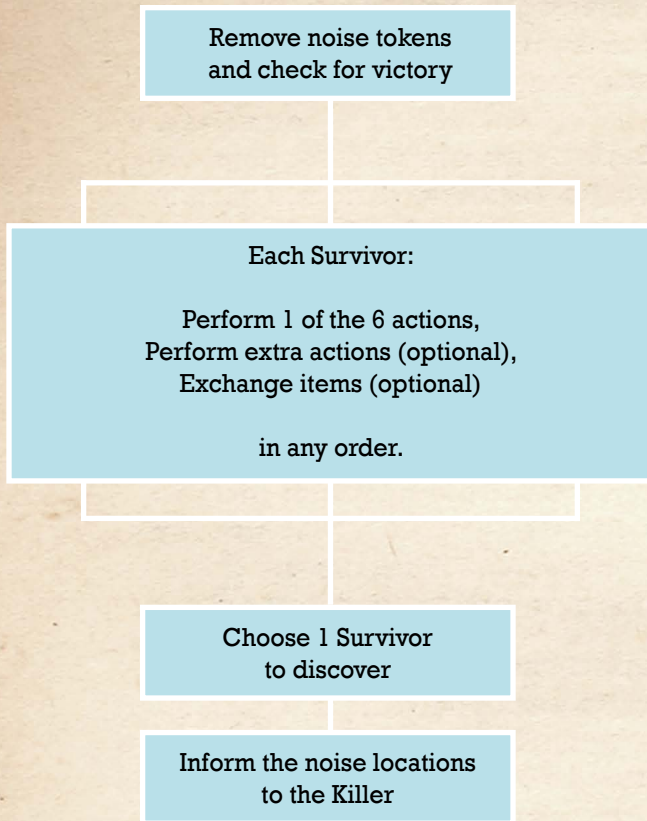 Remove noise tokens
and check for victory
Each Survivor:
Perform 1 of the 6 actions,
Perform extra actions (optional),
Exchange items (optional)
in any order.
Choose 1 Survivor
to discover
Inform the noise locations
to the Killer